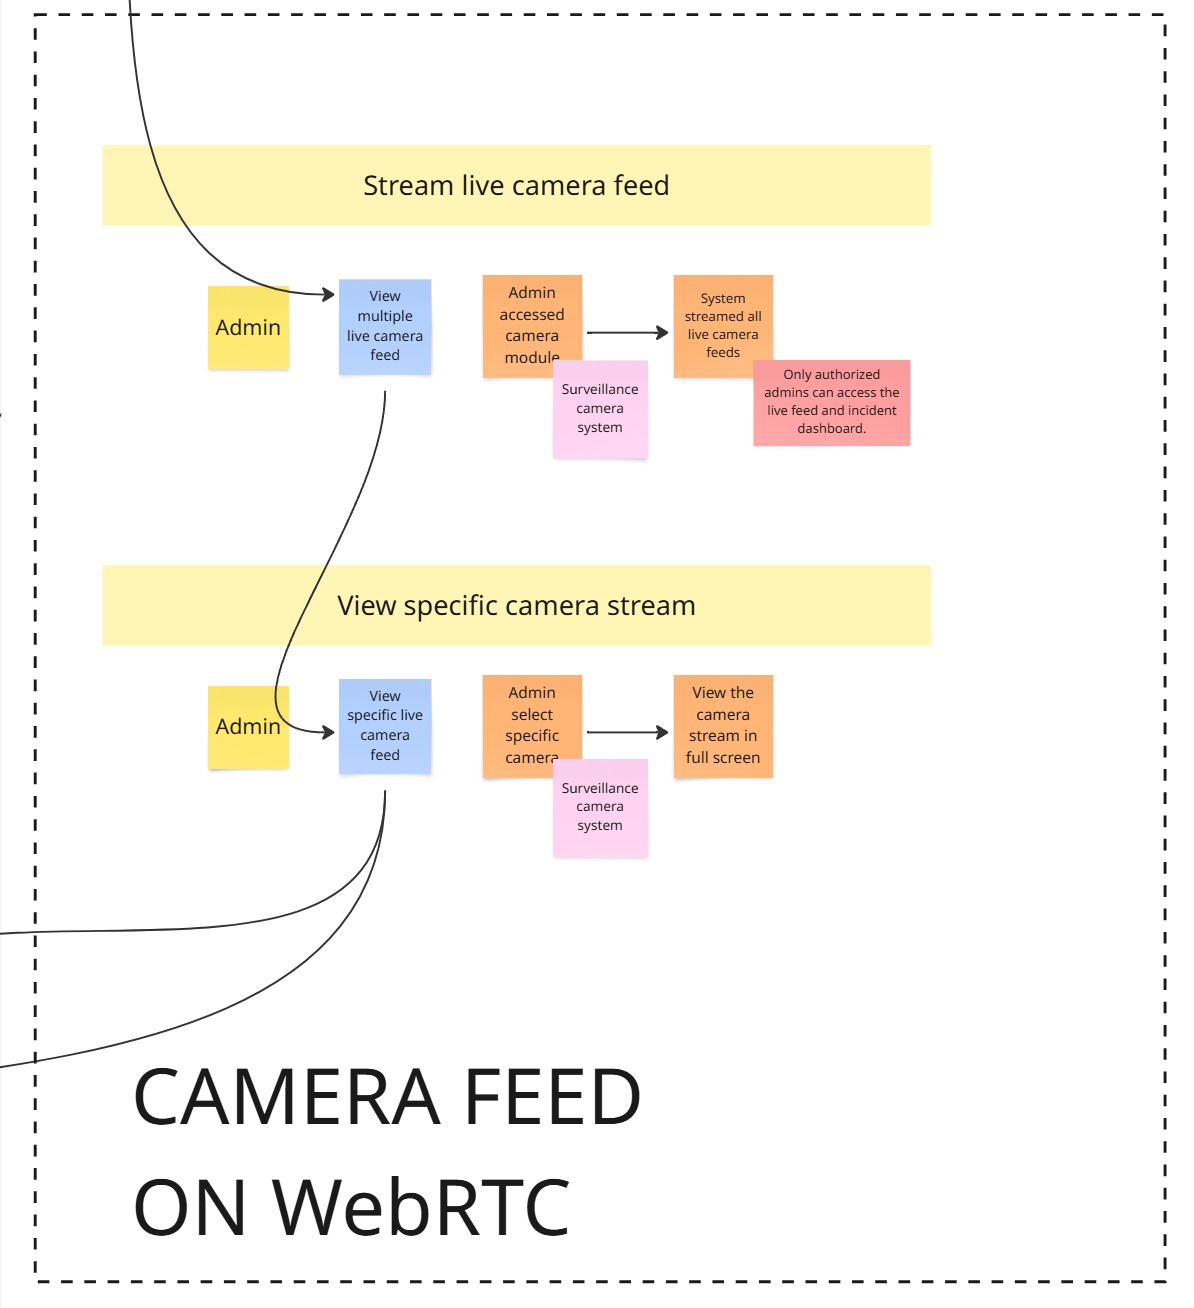 Stream live camera feed
Admin
View
multiple
live camera
feed
Admin
accessed
camera
module
Surveillance
camera
system
System
streamed all
live camera
feeds
Only authorized
admins can access the
live feed and incident
dashboard.
View specific camera stream
Admin
View
specific live
camera
feed
Admin
select
specific
camera
Surveillance
camera
system
View the
camera
stream in
full screen
CAMERA FEED
ON WebRTC